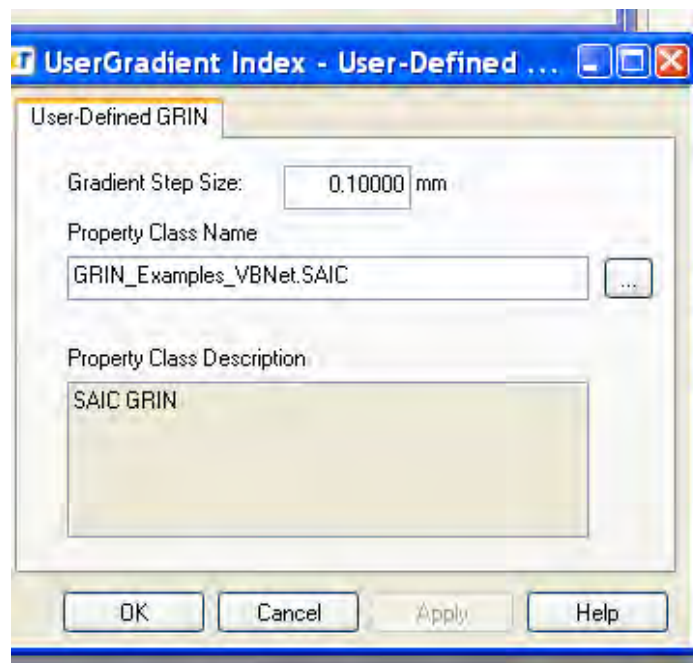 UserGradient Index - User-Defined ...
User-Defined GRIN
Gradient Step Size: 0.10000 mm
Property Class Name
GRIN_Examples_VBNet.SAIC ...
Property Class Description
SAIC GRIN
OK Cancel Apply Help